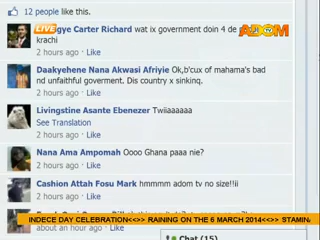 12 people like this.
LIVE
ADOM
gye Carter Richard wat ix government doin 4 de
krachi
2 hours ago · Like
Daakyehene Nana Akwasi Afriyie Ok,b'cux of mahama's bad
nd unfaithful goverment. Dis country x sinkinq.
2 hours ago · Like
Livingstine Asante Ebenezer Twiiaaaaaa
See Translation
2 hours ago · Like
Nana Ama Ampomah Oooo Ghana paaa nie?
2 hours ago · Like
Cashion Attah Fosu Mark hmmmm adom tv no size!!ii
2 hours ago · Like
INDECE DAY CELEBRATION<<>> RAINING ON THE 6 MARCH 2014<<>> STAMINA
about an hour ago · Like
Chat (15)